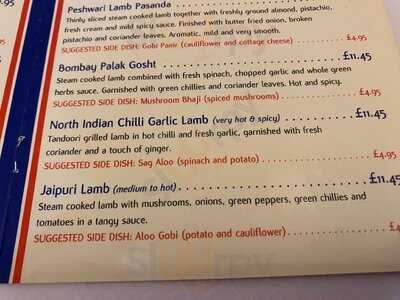 .95
Peshwari Lamb Pasanda
Thinly sliced steam cooked lamb together with freshly ground almond, pistachio,
fresh cream and mild spicy sauce. Finished with butter fried onion, broken
pistachio and coriander leaves. Aromatic, mild and very smooth.
SUGGESTED SIDE DISH: Gobi Panir (cauliflower and cottage cheese) £4.95
Bombay Palak Gosht £11.45
Steam cooked lamb combined with fresh spinach, chopped garlic and whole green
herbs sauce. Garnished with green chillies and coriander leaves. Hot and spicy.
SUGGESTED SIDE DISH: Mushroom Bhaji (spiced mushrooms) £4.95
North Indian Chilli Garlic Lamb (very hot & spicy) £11.45
Tandoori grilled lamb in hot chilli and fresh garlic, garnished with fresh
coriander and a touch of ginger.
SUGGESTED SIDE DISH: Sag Aloo (spinach and potato) £4.95
Jaipuri Lamb (medium to hot) £11.45
Steam cooked lamb with mushrooms, onions, green peppers, green chillies and
tomatoes in a tangy sauce.
SUGGESTED SIDE DISH: Aloo Gobi (potato and cauliflower) £4